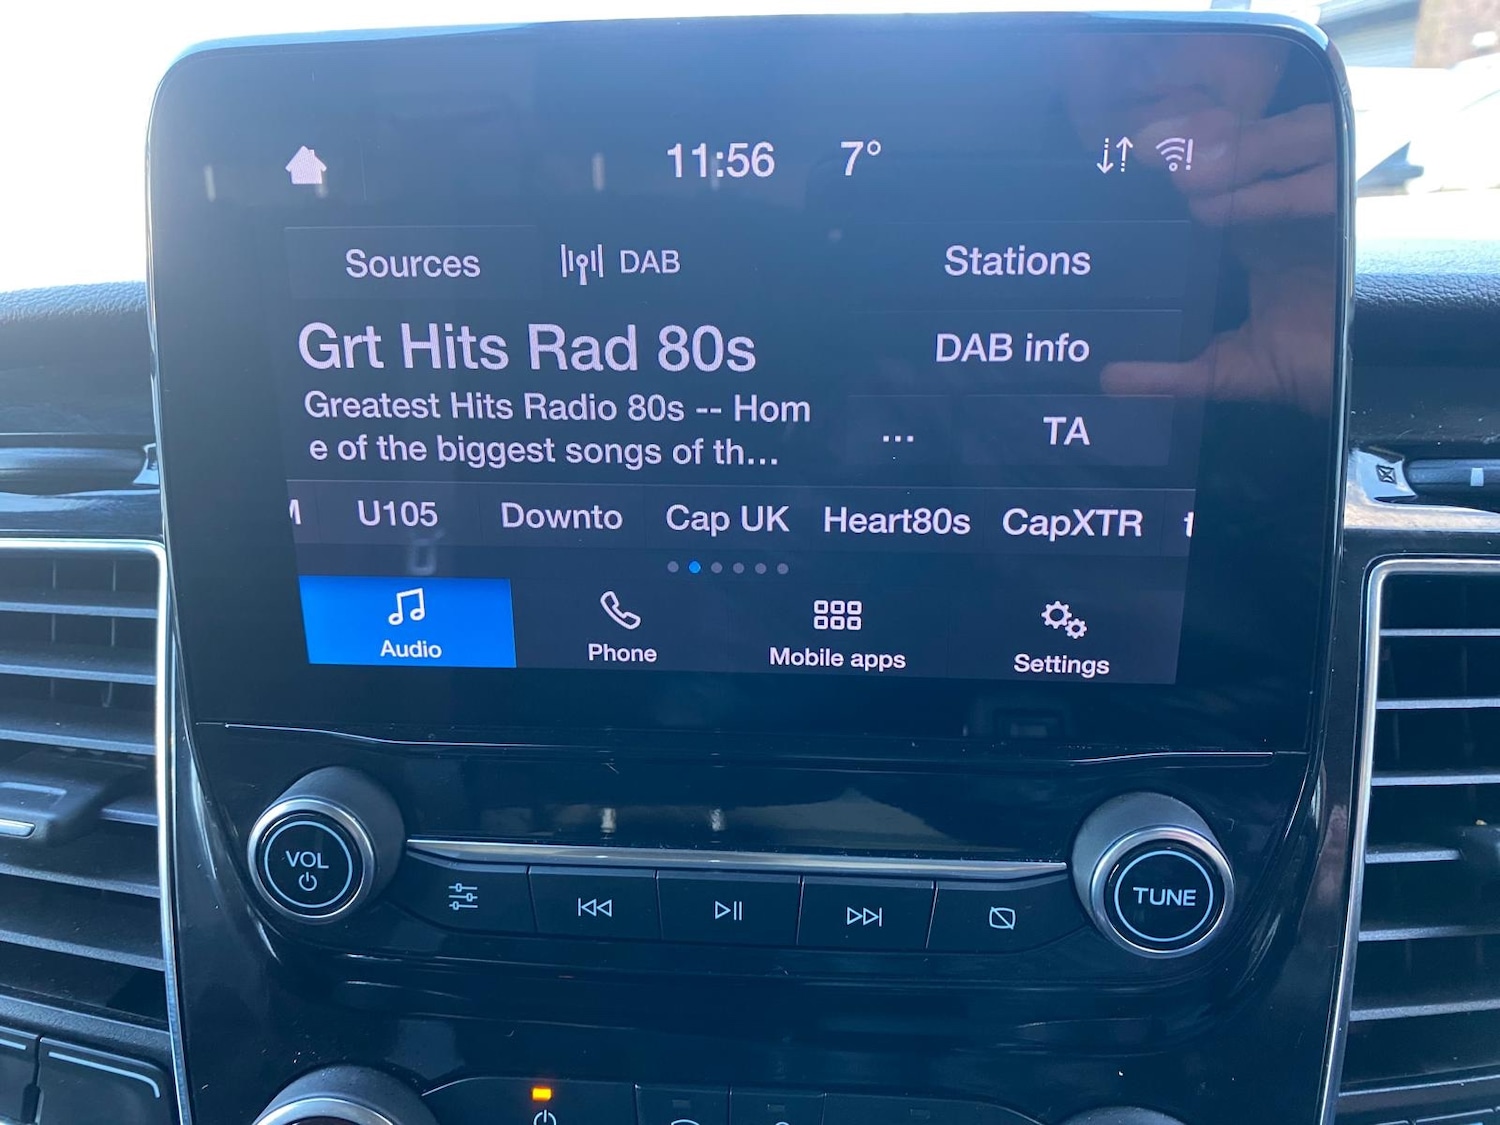 11:56 7°
Sources DAB Stations
Grt Hits Rad 80s
DAB info
Greatest Hits Radio 80s -- Hom
e of the biggest songs of th...
... TA
U105 Downto Cap UK Heart80s CapXTR t
Audio Phone Mobile apps Settings
VOL
TUNE